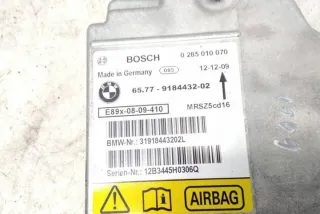 BOSCH 0 285 010 070
Made in Germany 090 12-12-09
65.77 - 9184432-02
E89x-08-09-410 MRSZ5cd16
BMW-Nr.: 31918443202L
Serien-Nr.: 12B3445H0306Q
AIRBAG